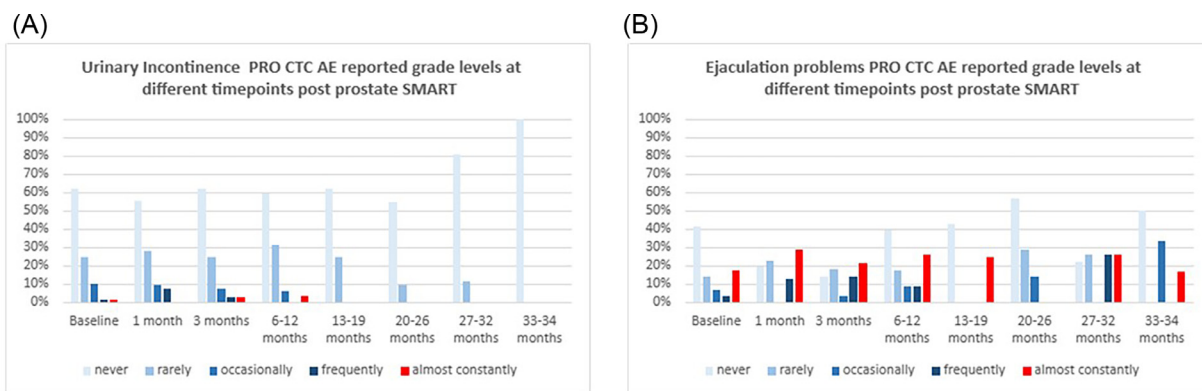 (A)
Urinary Incontinence PRO CTC AE reported grade levels at
different timepoints post prostate SMART
100%
90%
80%
70%
60%
50%
40%
30%
20%
10%
0%
Baseline 1 month 3 months 6-12 months 13-19 months 20-26 months 27-32 months 33-34 months
never rarely occasionally frequently almost constantly
(B)
Ejaculation problems PRO CTC AE reported grade levels at
different timepoints post prostate SMART
100%
90%
80%
70%
60%
50%
40%
30%
20%
10%
0%
Baseline 1 month 3 months 6-12 months 13-19 months 20-26 months 27-32 months 33-34 months
never rarely occasionally frequently almost constantly